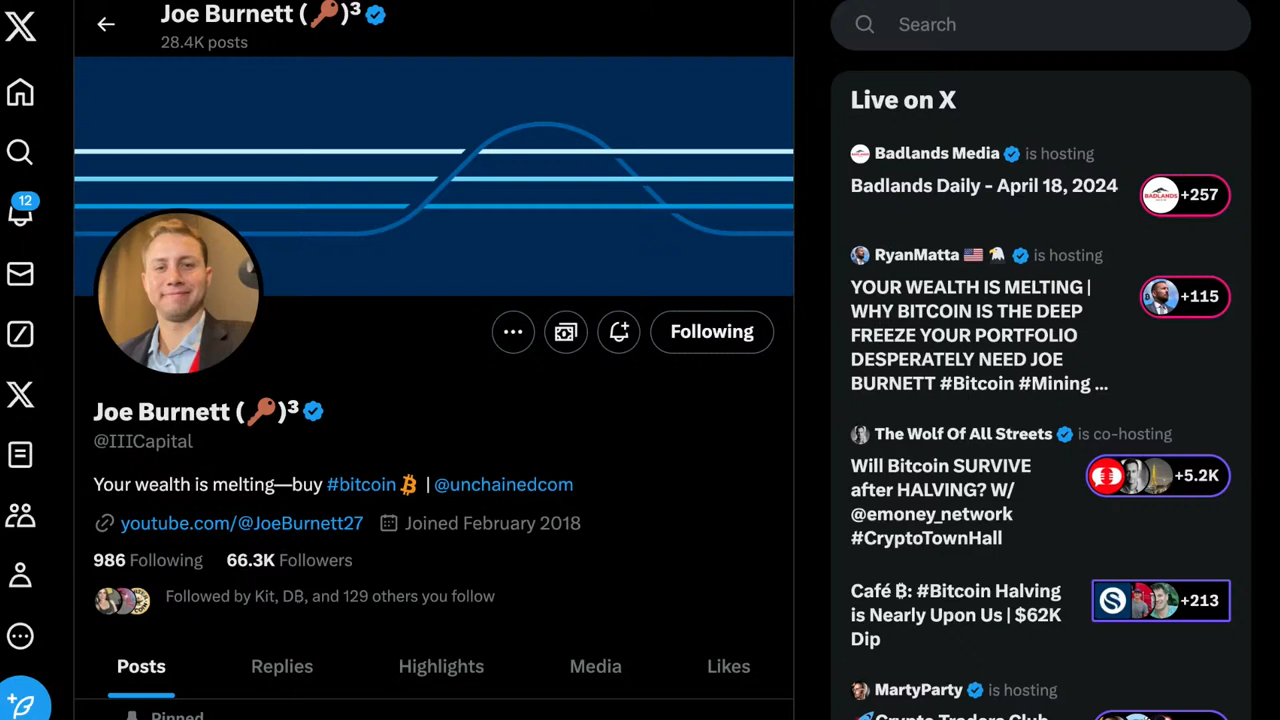 Joe Burnett (🔑)³
28.4K posts
12
Following
Joe Burnett (🔑)³
@IIICapital
Your wealth is melting—buy #bitcoin | @unchainedcom
youtube.com/@JoeBurnett27 Joined February 2018
986 Following 66.3K Followers
Followed by Kit, DB, and 129 others you follow
Posts Replies Highlights Media Likes
Pinned
Search
Live on X
Badlands Media is hosting
Badlands Daily - April 18, 2024
BADLANDS
+257
RyanMatta 🇺🇸 🦅 is hosting
YOUR WEALTH IS MELTING |
WHY BITCOIN IS THE DEEP
FREEZE YOUR PORTFOLIO
DESPERATELY NEED JOE
BURNETT #Bitcoin #Mining ...
+115
The Wolf Of All Streets is co-hosting
Will Bitcoin SURVIVE
after HALVING? W/
@emoney_network
#CryptoTownHall
+5.2K
Café ₿: #Bitcoin Halving
is Nearly Upon Us | $62K
Dip
+213
MartyParty is hosting
Crypto Traders Club